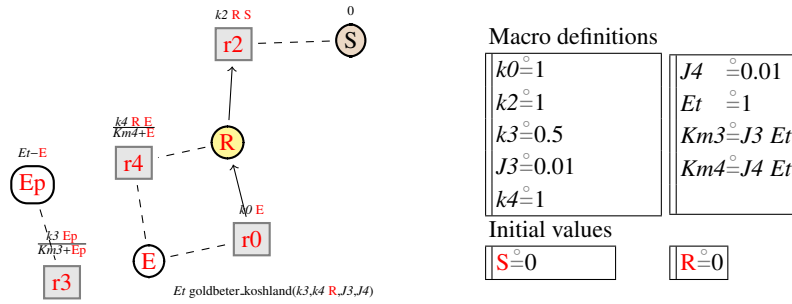 0
k2 R S
r2
S
k4 R E
Km4+E
R
r4
Et−E
Ep
k0 E
k3 Ep
Km3+Ep
E
r0
r3
Et goldbeter_koshland(k3,k4 R,J3,J4)
Macro definitions
k0≗1
k2≗1
k3≗0.5
J3≗0.01
k4≗1
J4 ≗0.01
Et ≗1
Km3≗J3 Et
Km4≗J4 Et
Initial values
S≗0
R≗0